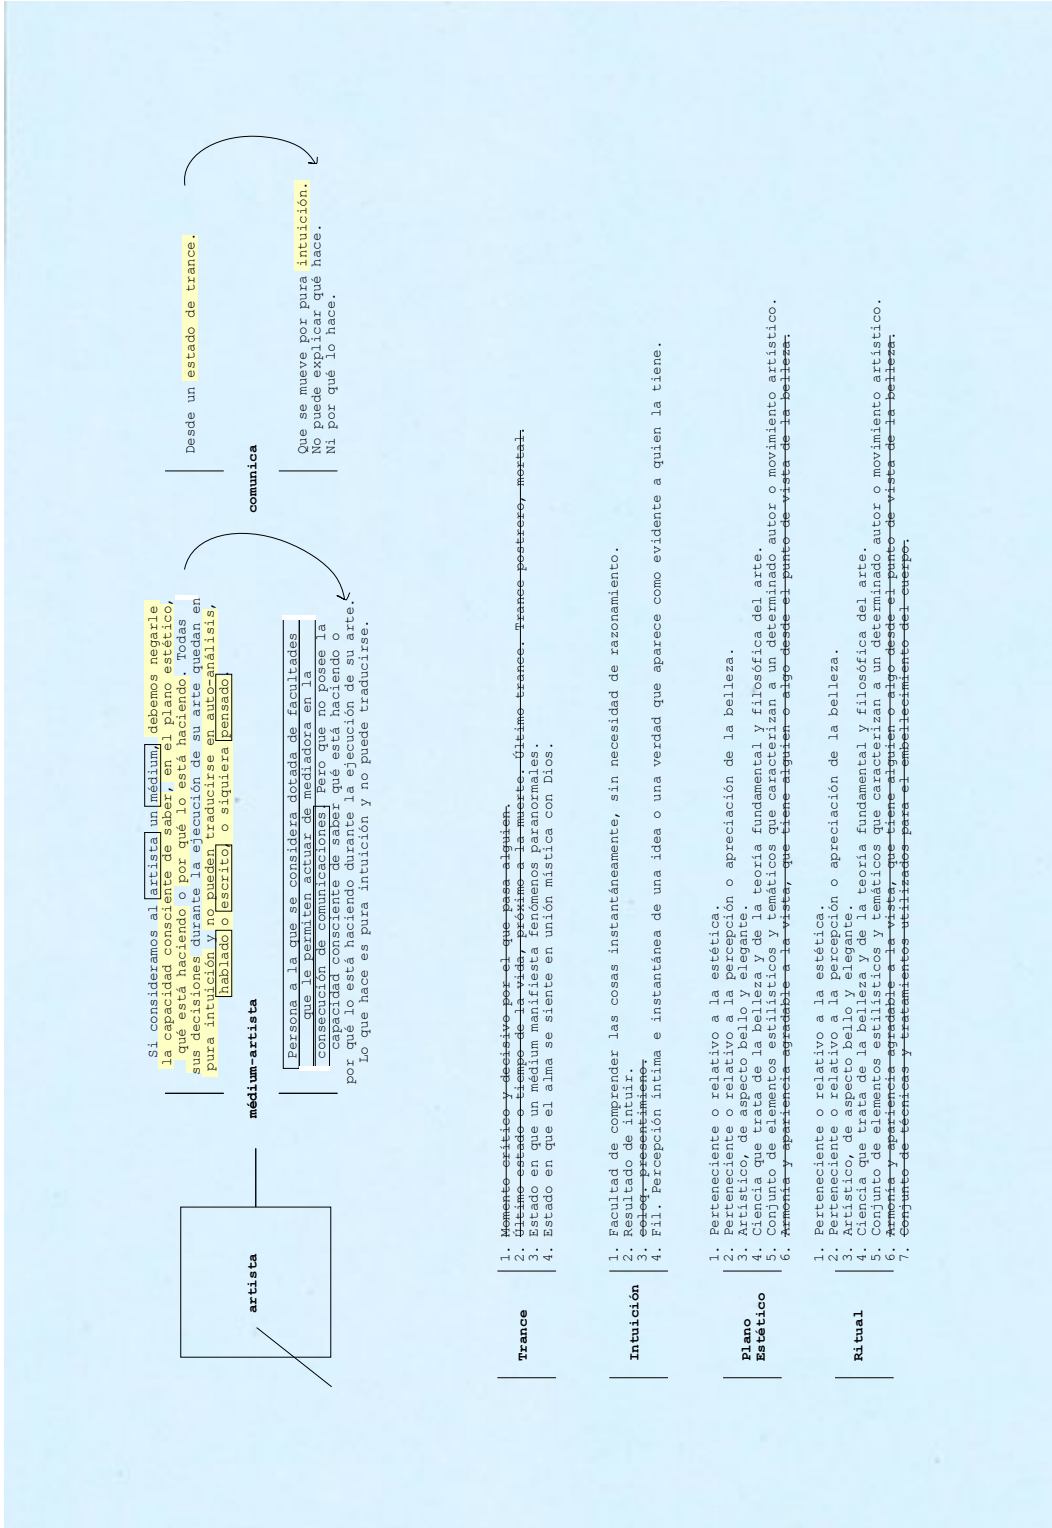 artista
médium-artista
Si consideramos al artista un médium, debemos negarle
la capacidad consciente de saber, en el plano estético,
qué está haciendo o por qué lo está haciendo. Todas
sus decisiones durante la ejecución de su arte quedan en
pura intuición y no pueden traducirse en auto-análisis,
hablado o escrito, o siquiera pensado.
Persona a la que se considera dotada de facultades
que le permiten actuar de mediadora en la
consecución de comunicaciones. Pero que no posee la
capacidad consciente de saber qué está haciendo o
por qué lo está haciendo durante la ejecución de su arte.
Lo que hace es pura intuición y no puede traducirse.
comunica
Desde un estado de trance.
Que se mueve por pura intuición.
No puede explicar qué hace.
Ni por qué lo hace.
Trance
1. Momento crítico y decisivo por el que pasa alguien.
2. Último estado o tiempo de la vida, próximo a la muerte. Último trance. Trance postrero, mortal.
3. Estado en que un médium manifiesta fenómenos paranormales.
4. Estado en que el alma se siente en unión mística con Dios.
Intuición
1. Facultad de comprender las cosas instantáneamente, sin necesidad de razonamiento.
2. Resultado de intuir.
3. coloq. presentimieno.
4. Fil. Percepción íntima e instantánea de una idea o una verdad que aparece como evidente a quien la tiene.
Plano
Estético
1. Perteneciente o relativo a la estética.
2. Perteneciente o relativo a la percepción o apreciación de la belleza.
3. Artístico, de aspecto bello y elegante.
4. Ciencia que trata de la belleza y de la teoría fundamental y filosófica del arte.
5. Conjunto de elementos estilísticos y temáticos que caracterizan a un determinado autor o movimiento artístico.
6. Armonía y apariencia agradable a la vista, que tiene alguien o algo desde el punto de vista de la belleza.
Ritual
1. Perteneciente o relativo a la estética.
2. Perteneciente o relativo a la percepción o apreciación de la belleza.
3. Artístico, de aspecto bello y elegante.
4. Ciencia que trata de la belleza y de la teoría fundamental y filosófica del arte.
5. Conjunto de elementos estilísticos y temáticos que caracterizan a un determinado autor o movimiento artístico.
6. Armonía y apariencia agradable a la vista, que tiene alguien o algo desde el punto de vista de la belleza.
7. Conjunto de técnicas y tratamientos utilizados para el embellecimiento del cuerpo.